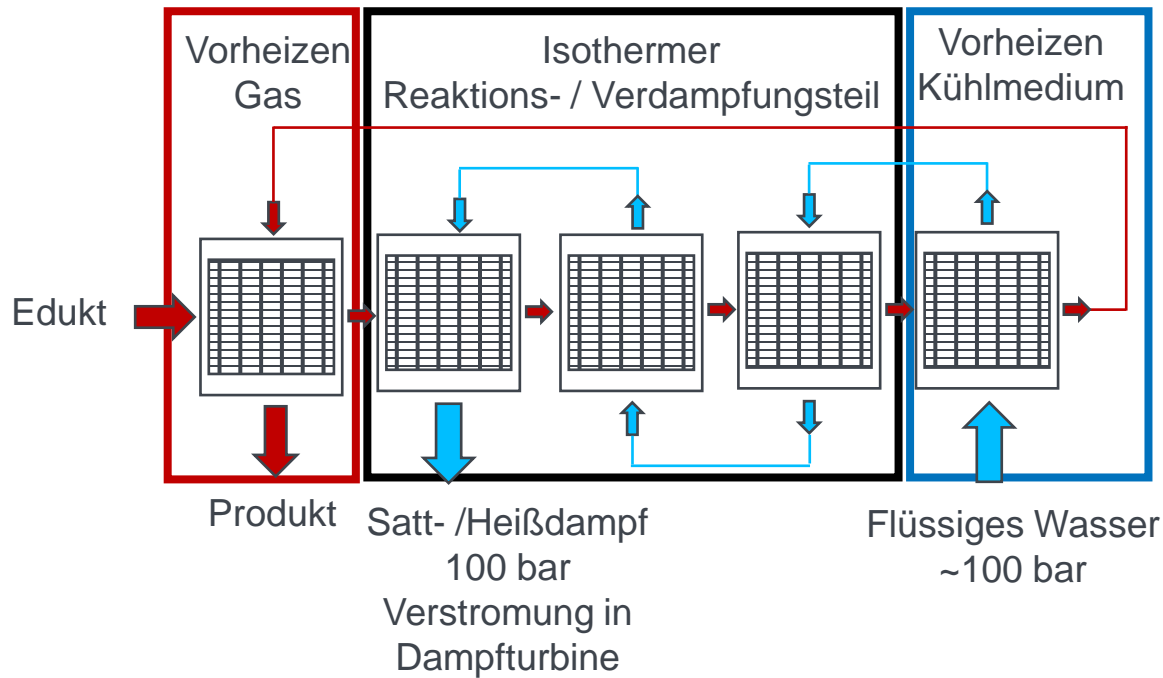 Vorheizen
Gas
Isothermer
Reaktions- / Verdampfungsteil
Vorheizen
Kühlmedium
Edukt
Produkt
Satt- /Heißdampf
100 bar
Verstromung in
Dampfturbine
Flüssiges Wasser
~100 bar